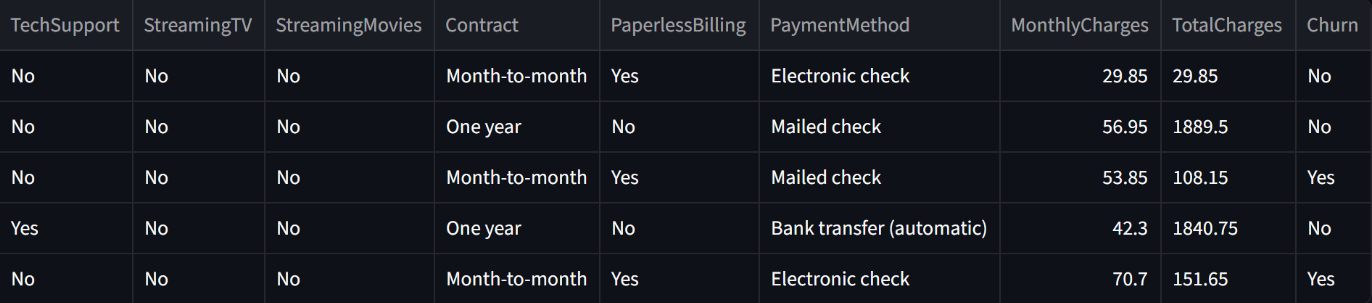 TechSupport StreamingTV StreamingMovies Contract PaperlessBilling PaymentMethod MonthlyCharges TotalCharges Churn
No No No Month-to-month Yes Electronic check 29.85 29.85 No
No No No One year No Mailed check 56.95 1889.5 No
No No No Month-to-month Yes Mailed check 53.85 108.15 Yes
Yes No No One year No Bank transfer (automatic) 42.3 1840.75 No
No No No Month-to-month Yes Electronic check 70.7 151.65 Yes